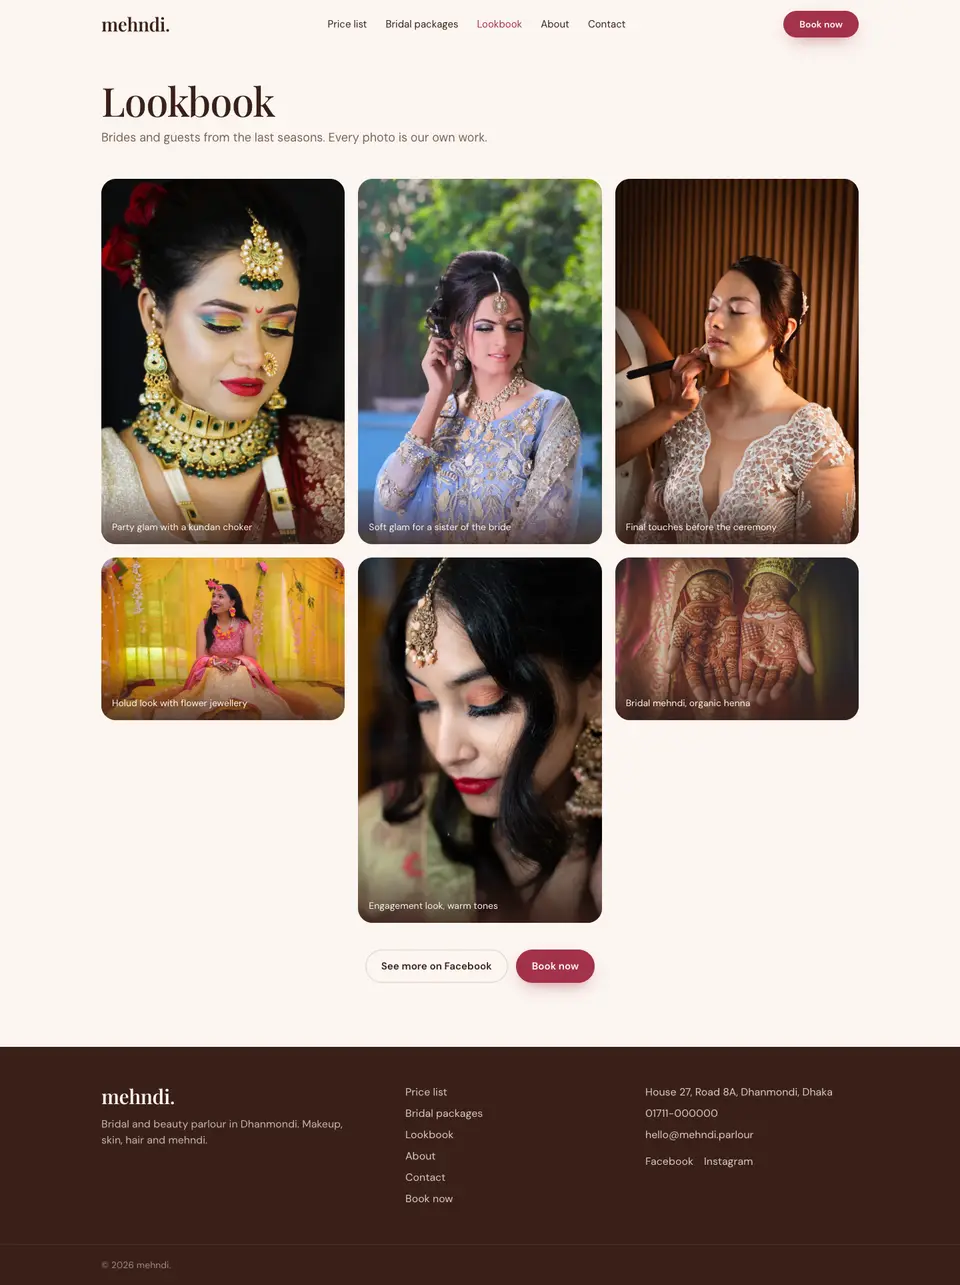 mehndi.
Price list
Bridal packages
Lookbook
About
Contact
Book now
Lookbook
Brides and guests from the last seasons. Every photo is our own work.
Party glam with a kundan choker
Soft glam for a sister of the bride
Final touches before the ceremony
Holud look with flower jewellery
Engagement look, warm tones
Bridal mehndi, organic henna
See more on Facebook
Book now
mehndi.
Bridal and beauty parlour in Dhanmondi. Makeup,
skin, hair and mehndi.
Price list
Bridal packages
Lookbook
About
Contact
Book now
House 27, Road 8A, Dhanmondi, Dhaka
01711-000000
hello@mehndi.parlour
Facebook
Instagram
© 2026 mehndi.